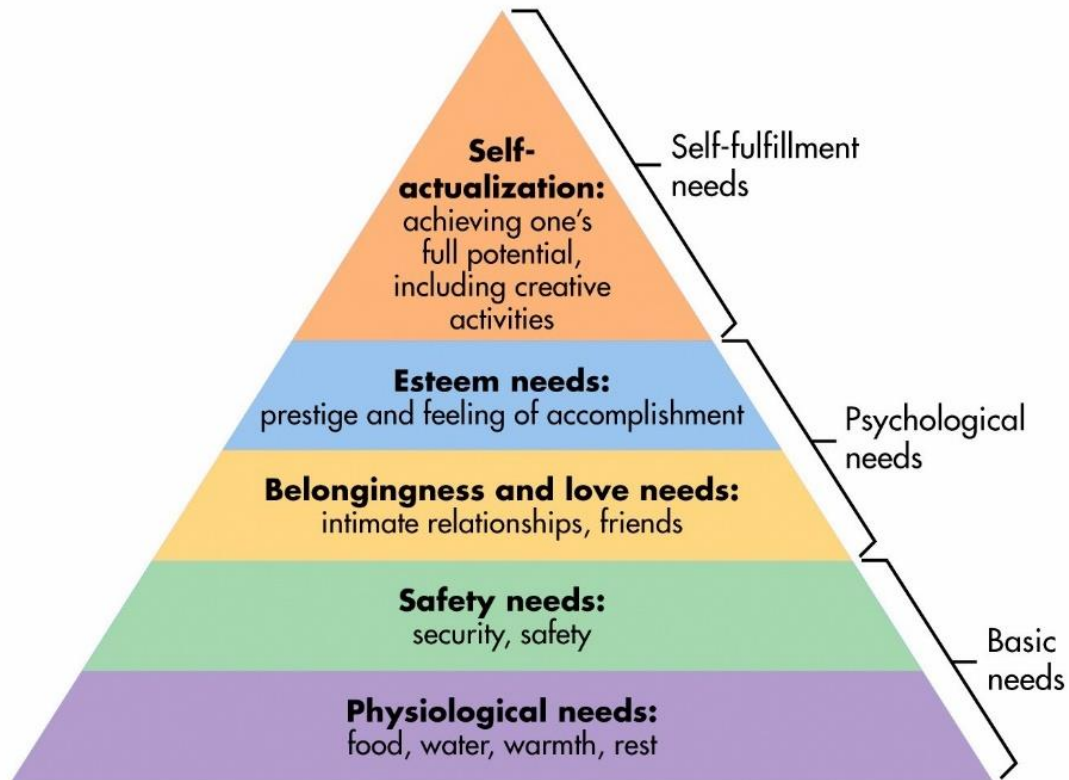 Self-
actualization:
achieving one's
full potential,
including creative
activities
Self-fulfillment
needs
Esteem needs:
prestige and feeling of accomplishment
Psychological
needs
Belongingness and love needs:
intimate relationships, friends
Safety needs:
security, safety
Basic
needs
Physiological needs:
food, water, warmth, rest